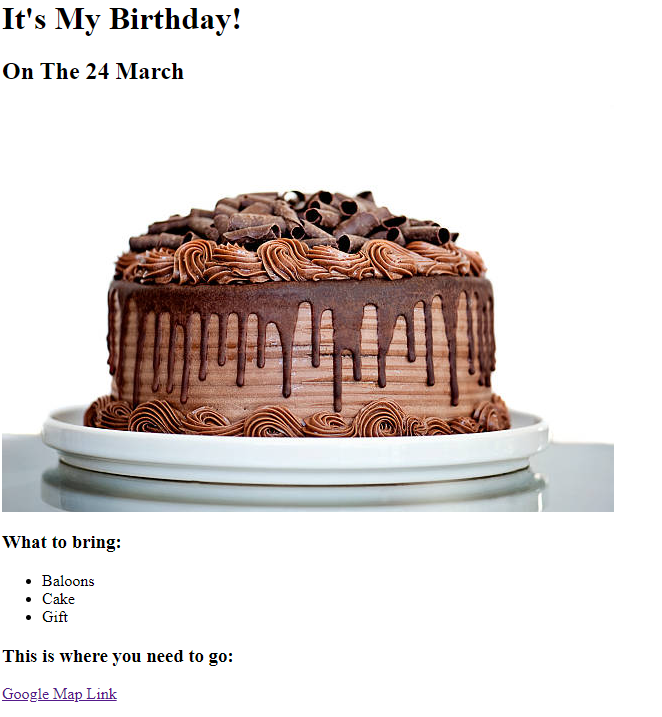 It's My Birthday!
On The 24 March
What to bring:
Baloons
Cake
Gift
This is where you need to go:
Google Map Link